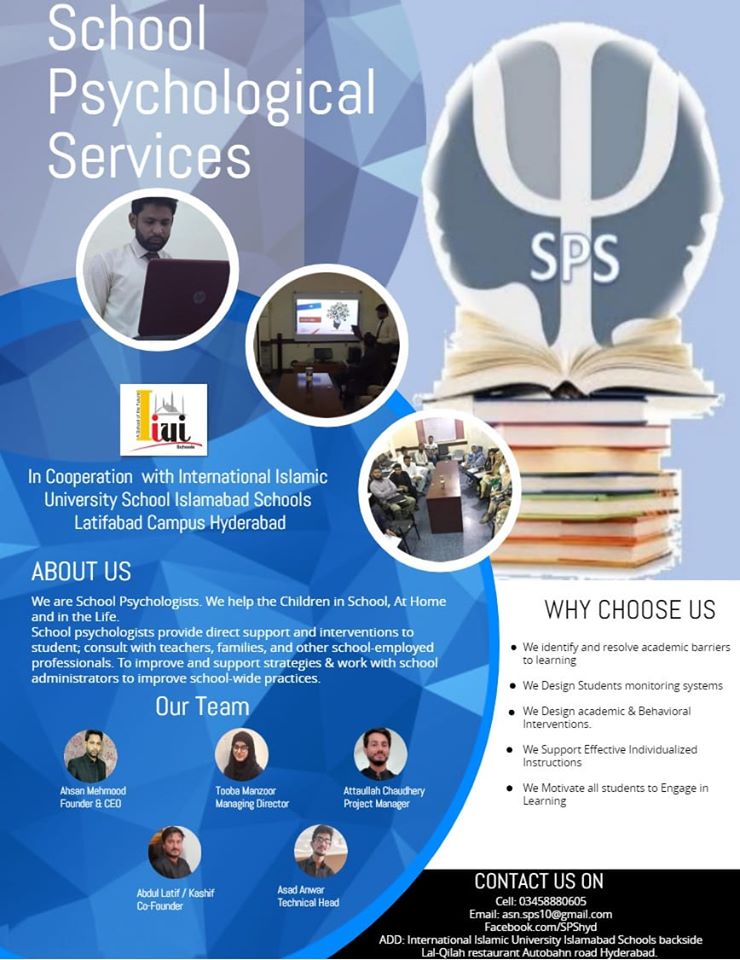 School
Psychological
Services
SPS
iiui
Schools
In Cooperation with International Islamic
University School Islamabad Schools
Latifabad Campus Hyderabad
ABOUT US
We are School Psychologists. We help the Children in School, At Home
and in the Life.
School psychologists provide direct support and interventions to
student; consult with teachers, families, and other school-employed
professionals. To improve and support strategies & work with school
administrators to improve school-wide practices.
Our Team
Ahsan Mehmood
Founder & CEO
Tooba Manzoor
Managing Director
Attaullah Chaudhery
Project Manager
Abdul Latif / Kashif
Co-Founder
Asad Anwar
Technical Head
WHY CHOOSE US
• We identify and resolve academic barriers
to learning
• We Design Students monitoring systems
• We Design academic & Behavioral
Interventions.
• We Support Effective Individualized
Instructions
• We Motivate all students to Engage in
Learning
CONTACT US ON
Cell: 03458880605
Email: asn.sps10@gmail.com
Facebook.com/SPShyd
ADD: International Islamic University Islamabad Schools backside
Lal-Qilah restaurant Autobahn road Hyderabad.